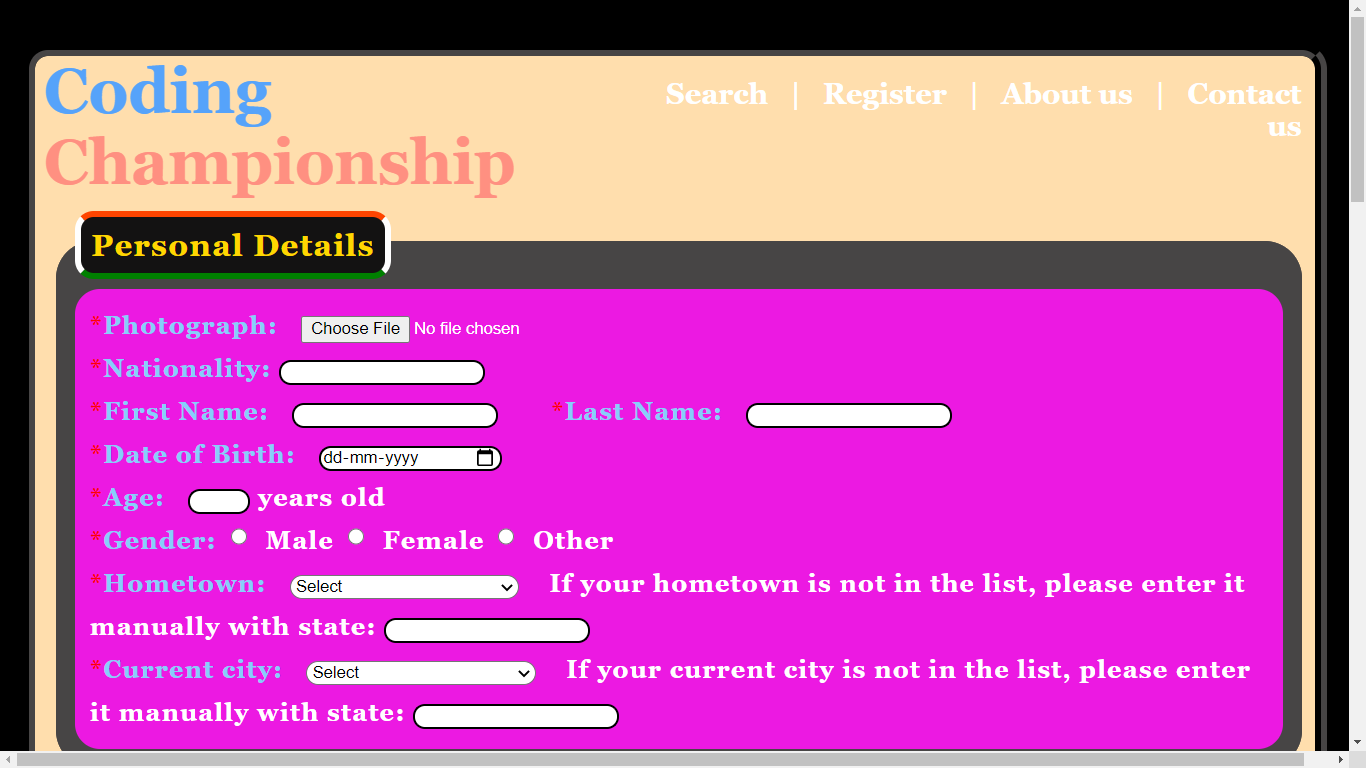 Coding
Championship
Search | Register | About us | Contact
us
Personal Details
*Photograph: Choose File No file chosen
*Nationality:
*First Name: *Last Name:
*Date of Birth: dd-mm-yyyy
*Age: years old
*Gender: Male Female Other
*Hometown: Select If your hometown is not in the list, please enter it
manually with state:
*Current city: Select If your current city is not in the list, please enter
it manually with state: